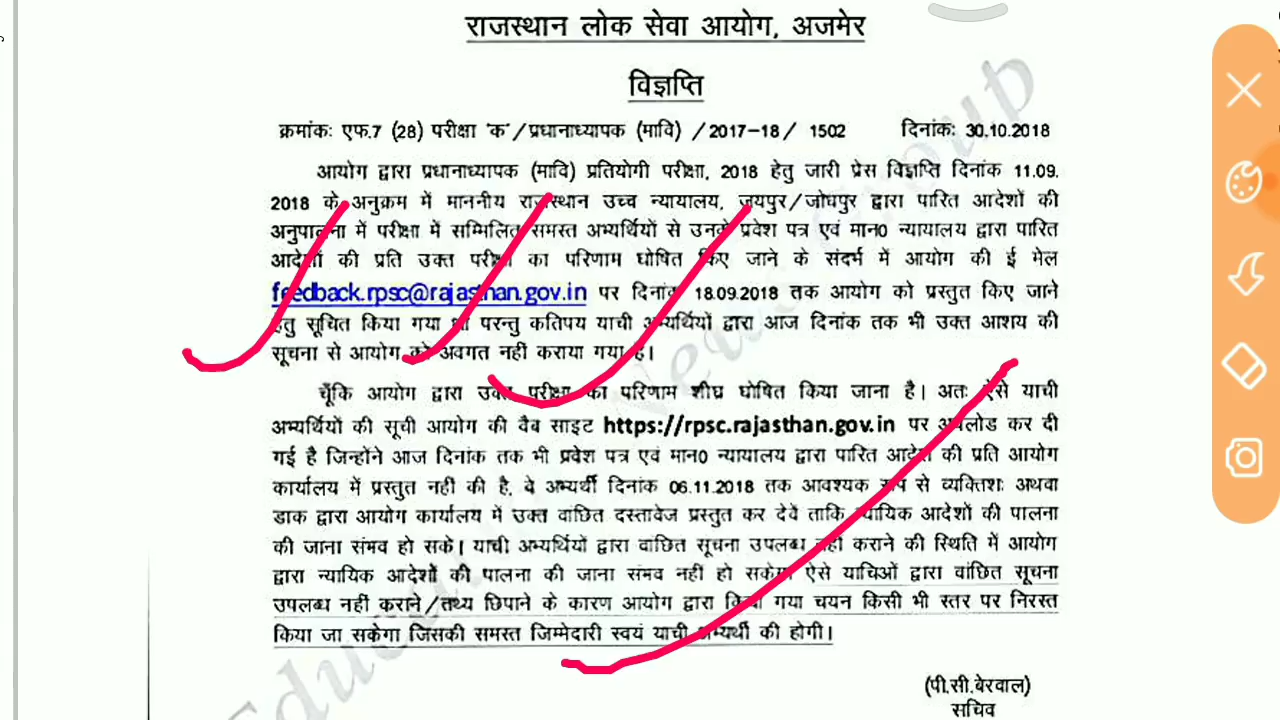 राजस्थान लोक सेवा आयोग, अजमेर
विज्ञप्ति
क्रमांकः एफ.7 (28) परीक्षा 'क'/प्रधानाध्यापक (मावि) /2017-18/ 1502 दिनांकः 30.10.2018
आयोग द्वारा प्रधानाध्यापक (मावि) प्रतियोगी परीक्षा, 2018 हेतु जारी प्रेस विज्ञप्ति दिनांक 11.09.
2018 के अनुक्रम में माननीय राजस्थान उच्च न्यायालय, जयपुर/जोधपुर द्वारा पारित आदेशों की
अनुपालना में परीक्षा में सम्मिलित समस्त अभ्यर्थियों से उनके प्रवेश पत्र एवं मान0 न्यायालय द्वारा पारित
आदेशों की प्रति उक्त परीक्षा का परिणाम घोषित किए जाने के संदर्भ में आयोग की ई मेल
feedback.rpsc@rajasthan.gov.in पर दिनांक 18.09.2018 तक आयोग को प्रस्तुत किए जाने
हेतु सूचित किया गया था परन्तु कतिपय याची अभ्यर्थियों द्वारा आज दिनांक तक भी उक्त आशय की
सूचना से आयोग को अवगत नहीं कराया गया है।
चूँकि आयोग द्वारा उक्त परीक्षा का परिणाम शीघ्र घोषित किया जाना है। अतः ऐसे याची
अभ्यर्थियों की सूची आयोग की वैब साइट https://rpsc.rajasthan.gov.in पर अपलोड कर दी
गई है जिन्होंने आज दिनांक तक भी प्रवेश पत्र एवं मान0 न्यायालय द्वारा पारित आदेश की प्रति आयोग
कार्यालय में प्रस्तुत नहीं की है, वे अभ्यर्थी दिनांक 06.11.2018 तक आवश्यक रूप से व्यक्तिशः अथवा
डाक द्वारा आयोग कार्यालय में उक्त वांछित दस्तावेज प्रस्तुत कर देवें ताकि न्यायिक आदेशों की पालना
की जाना संभव हो सके। याची अभ्यर्थियों द्वारा वांछित सूचना उपलब्ध नहीं कराने की स्थिति में आयोग
द्वारा न्यायिक आदेशों की पालना की जाना संभव नहीं हो सकेगा ऐसे याचिओं द्वारा वांछित सूचना
उपलब्ध नहीं कराने/तथ्य छिपाने के कारण आयोग द्वारा किया गया चयन किसी भी स्तर पर निरस्त
किया जा सकेगा जिसकी समस्त जिम्मेदारी स्वयं याची अभ्यर्थी की होगी।
(पी.सी.बेरवाल)
सचिव